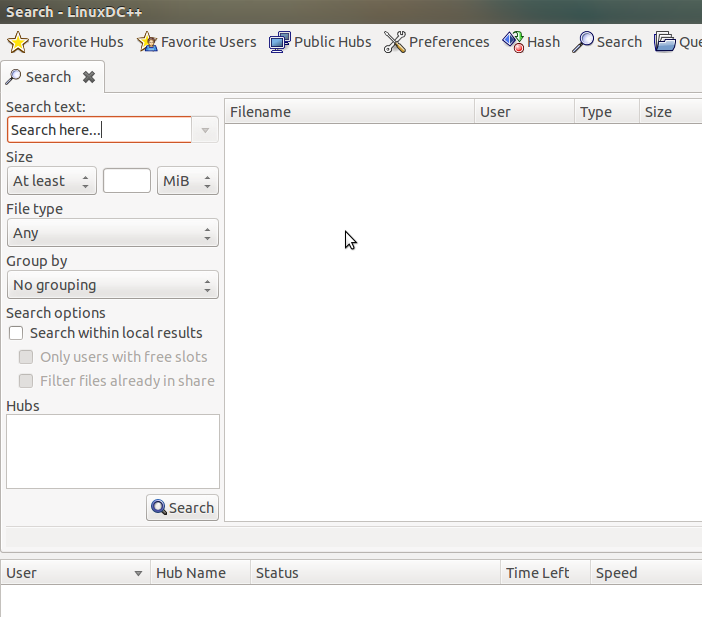 Search - LinuxDC++
Favorite Hubs Favorite Users Public Hubs Preferences Hash Search Que
Search
Search text:
Search here...
Size
At least MiB
File type
Any
Group by
No grouping
Search options
Search within local results
Only users with free slots
Filter files already in share
Hubs
Search
Filename User Type Size
User Hub Name Status Time Left Speed